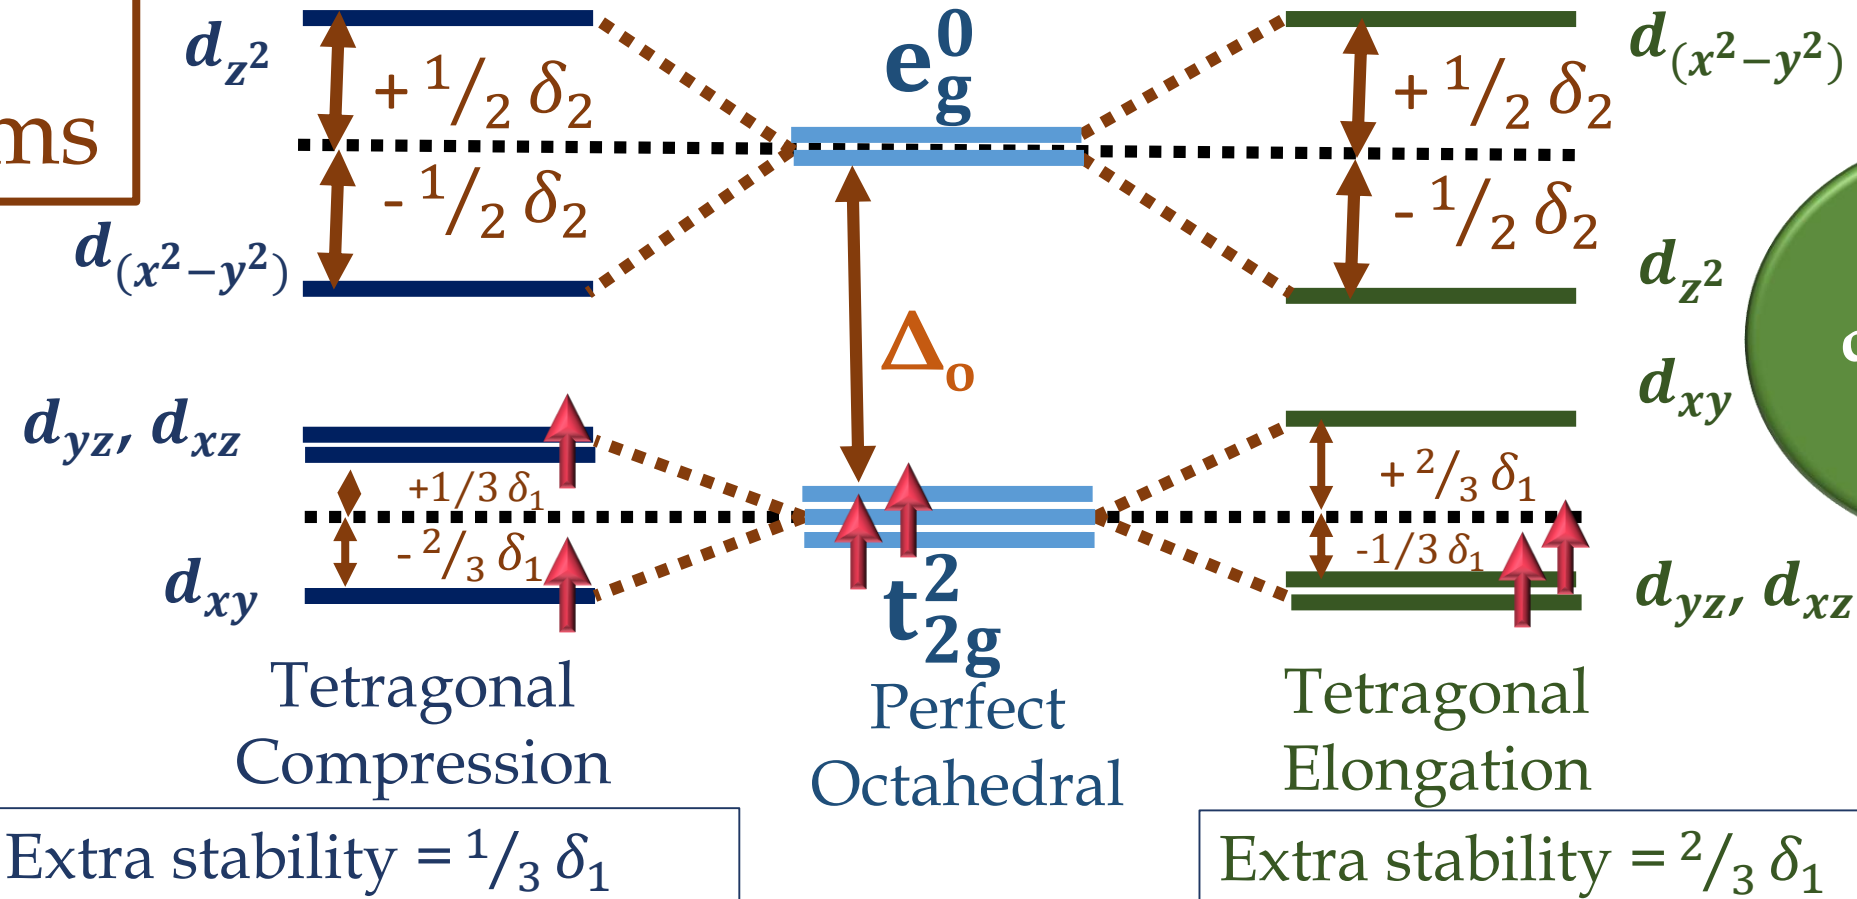 ms
d_{z²}
+ ¹/₂ δ₂
- ¹/₂ δ₂
d_{(x²−y²)}
d_{yz}, d_{xz}
+1/3 δ₁
- ²/₃ δ₁
d_{xy}
Tetragonal
Compression
Extra stability = ¹/₃ δ₁
e_g^0
Δ_o
t_{2g}^2
Perfect
Octahedral
d_{(x²−y²)}
+ ¹/₂ δ₂
- ¹/₂ δ₂
d_{z²}
d_{xy}
+ ²/₃ δ₁
-1/3 δ₁
d_{yz}, d_{xz}
Tetragonal
Elongation
Extra stability = ²/₃ δ₁